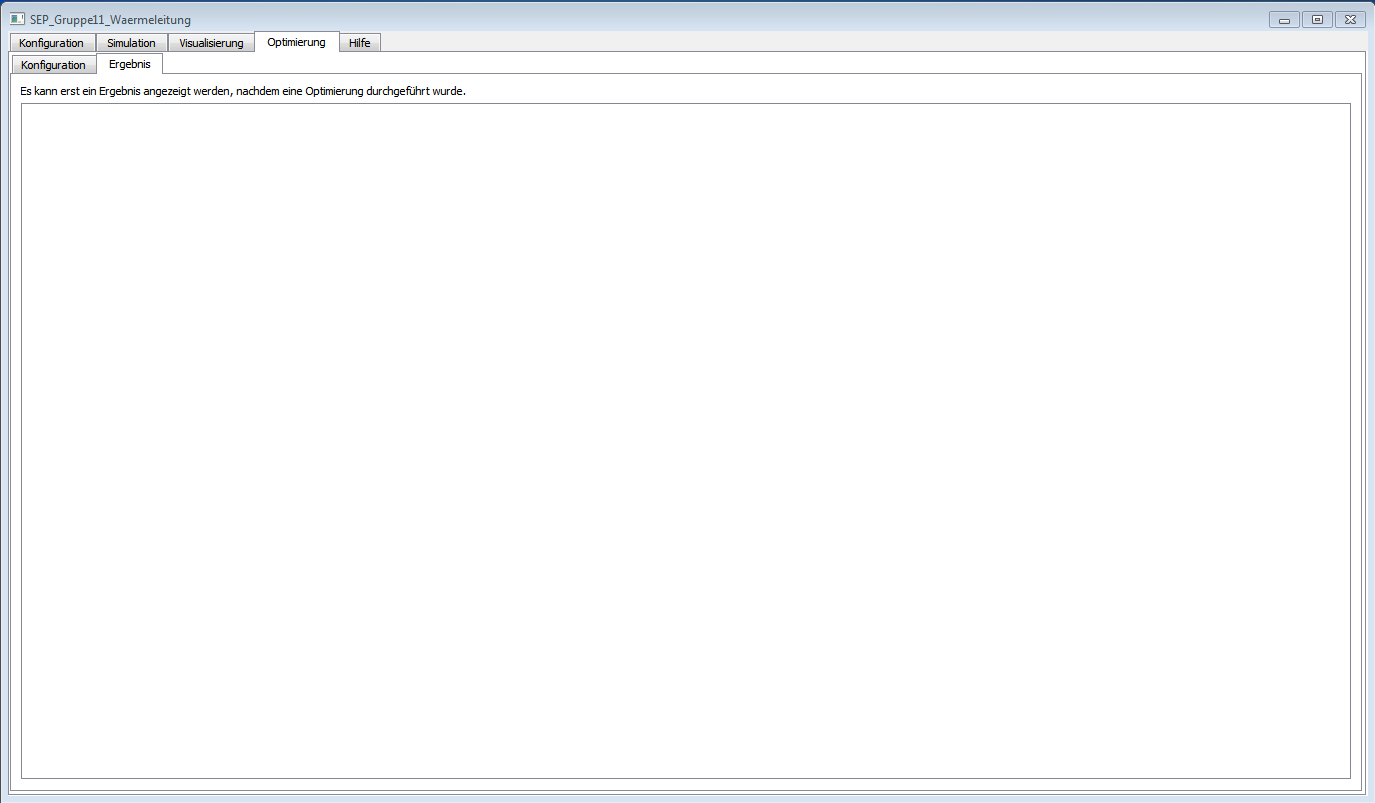 SEP_Gruppe11_Waermeleitung
Konfiguration Simulation Visualisierung Optimierung Hilfe
Konfiguration Ergebnis
Es kann erst ein Ergebnis angezeigt werden, nachdem eine Optimierung durchgeführt wurde.